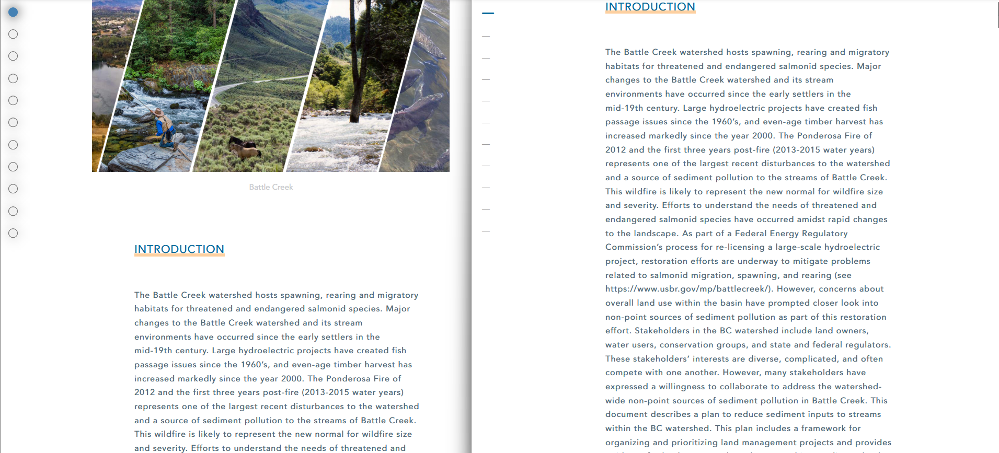 Battle Creek
INTRODUCTION
The Battle Creek watershed hosts spawning, rearing and migratory
habitats for threatened and endangered salmonid species. Major
changes to the Battle Creek watershed and its stream
environments have occurred since the early settlers in the
mid-19th century. Large hydroelectric projects have created fish
passage issues since the 1960’s, and even-age timber harvest has
increased markedly since the year 2000. The Ponderosa Fire of
2012 and the first three years post-fire (2013-2015 water years)
represents one of the largest recent disturbances to the watershed
and a source of sediment pollution to the streams of Battle Creek.
This wildfire is likely to represent the new normal for wildfire size
and severity. Efforts to understand the needs of threatened and
INTRODUCTION
The Battle Creek watershed hosts spawning, rearing and migratory
habitats for threatened and endangered salmonid species. Major
changes to the Battle Creek watershed and its stream
environments have occurred since the early settlers in the
mid-19th century. Large hydroelectric projects have created fish
passage issues since the 1960’s, and even-age timber harvest has
increased markedly since the year 2000. The Ponderosa Fire of
2012 and the first three years post-fire (2013-2015 water years)
represents one of the largest recent disturbances to the watershed
and a source of sediment pollution to the streams of Battle Creek.
This wildfire is likely to represent the new normal for wildfire size
and severity. Efforts to understand the needs of threatened and
endangered salmonid species have occurred amidst rapid changes
to the landscape. As part of a Federal Energy Regulatory
Commission’s process for re-licensing a large-scale hydroelectric
project, restoration efforts are underway to mitigate problems
related to salmonid migration, spawning, and rearing (see
https://www.usbr.gov/mp/battlecreek/). However, concerns about
overall land use within the basin have prompted closer look into
non-point sources of sediment pollution as part of this restoration
effort. Stakeholders in the BC watershed include land owners,
water users, conservation groups, and state and federal regulators.
These stakeholders’ interests are diverse, complicated, and often
compete with one another. However, many stakeholders have
expressed a willingness to collaborate to address the watershed-
wide non-point sources of sediment pollution in Battle Creek. This
document describes a plan to reduce sediment inputs to streams
within the BC watershed. This plan includes a framework for
organizing and prioritizing land management projects and provides